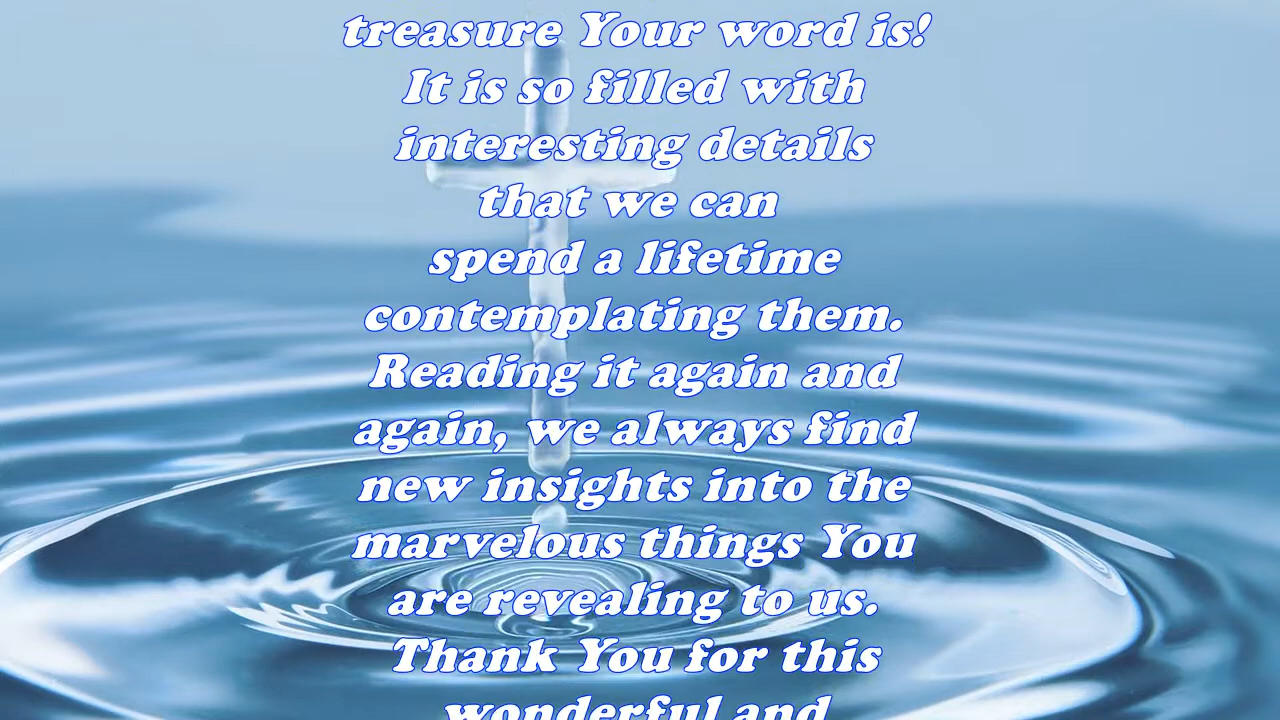 treasure Your word is!
It is so filled with
interesting details
that we can
spend a lifetime
contemplating them.
Reading it again and
again, we always find
new insights into the
marvelous things You
are revealing to us.
Thank You for this
wonderful and